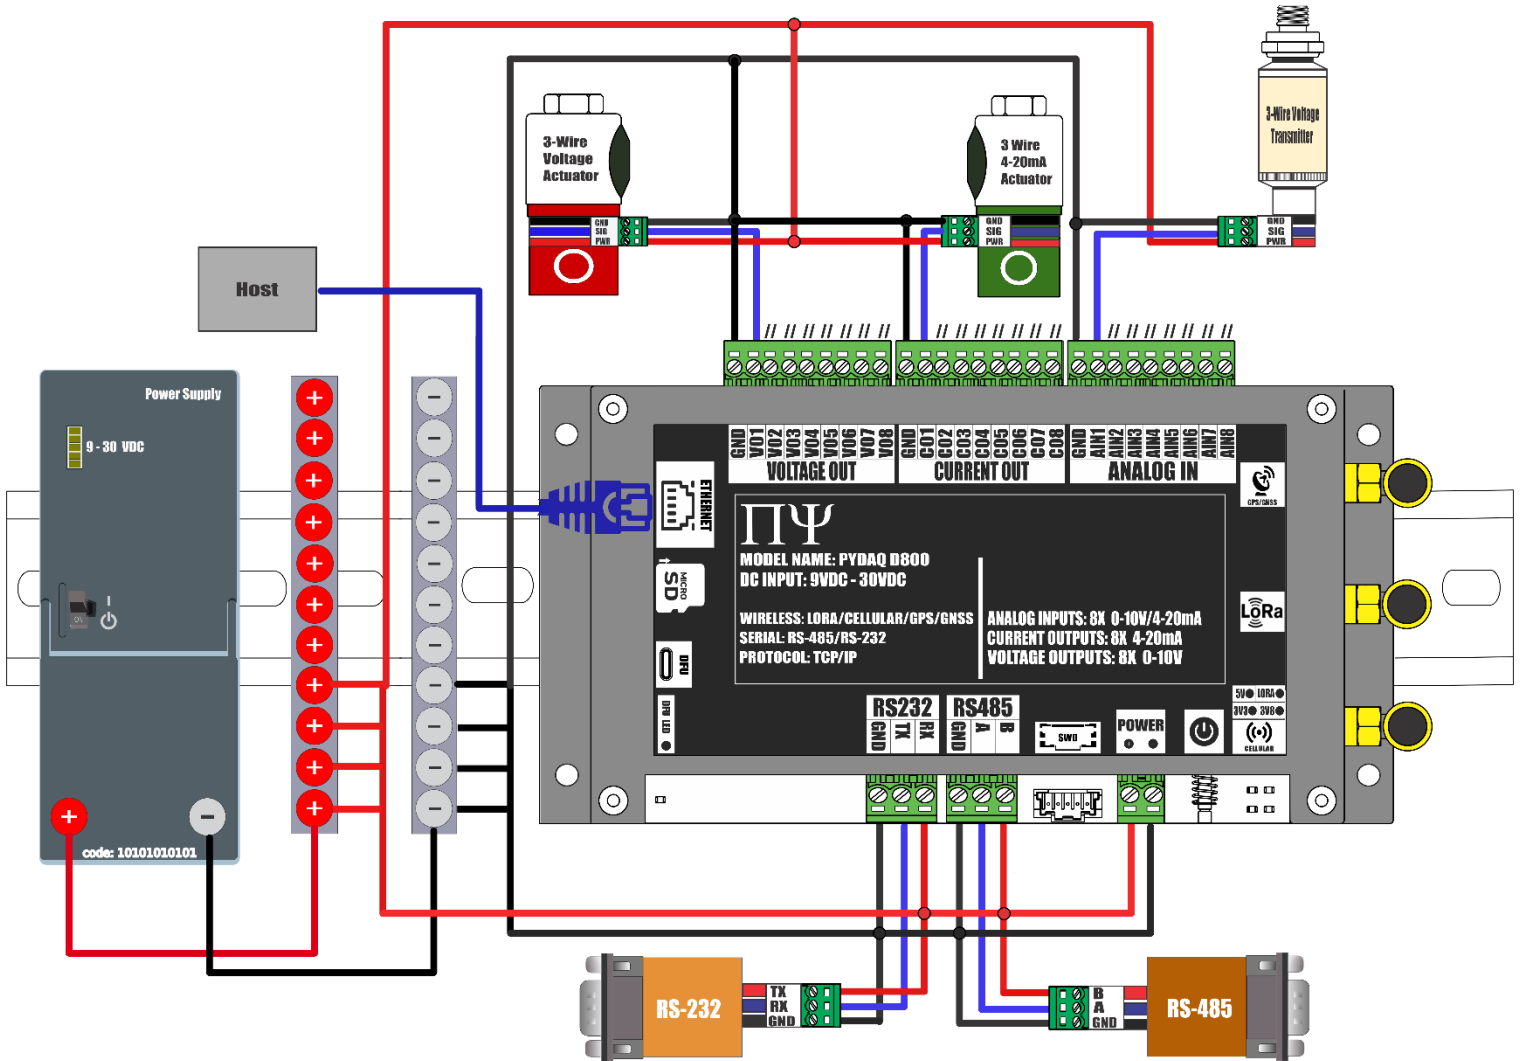 3-Wire
Voltage
Actuator
GND
SIG
PWR
3 Wire
4-20mA
Actuator
GND
SIG
PWR
3-Wire Voltage
Transmitter
GND
SIG
PWR
Host
Power Supply
9 - 30 VDC
code: 10101010101
GND
VO1
VO2
VO3
VO4
VO5
VO6
VO7
VO8
VOLTAGE OUT
GND
CO1
CO2
CO3
CO4
CO5
CO6
CO7
CO8
CURRENT OUT
GND
AIN1
AIN2
AIN3
AIN4
AIN5
AIN6
AIN7
AIN8
ANALOG IN
ETHERNET
MICRO
SD
DFU
DFU LED
GPS/GNSS
LoRa
ΠΨ
MODEL NAME: PYDAQ D800
DC INPUT: 9VDC - 30VDC
WIRELESS: LORA/CELLULAR/GPS/GNSS
SERIAL: RS-485/RS-232
PROTOCOL: TCP/IP
ANALOG INPUTS: 8X 0-10V/4-20mA
CURRENT OUTPUTS: 8X 4-20mA
VOLTAGE OUTPUTS: 8X 0-10V
5V LORA
3V3 3V8
CELLULAR
RS232
GND
TX
RX
RS485
GND
A
B
SWD
POWER
RS-232
TX
RX
GND
B
A
GND
RS-485